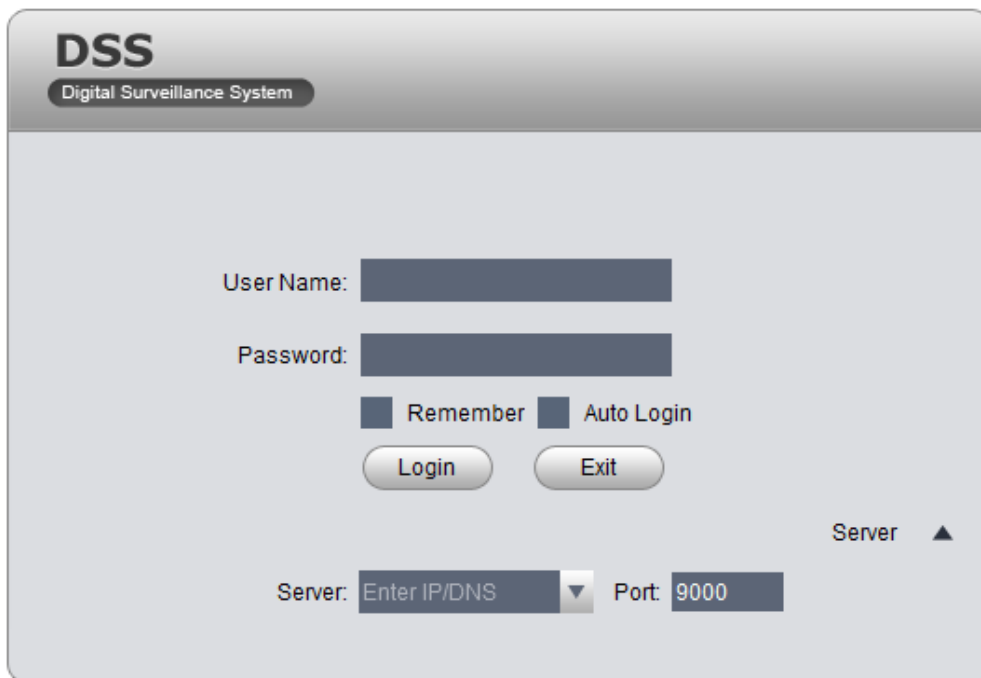 DSS
Digital Surveillance System
User Name:
Password:
Remember Auto Login
Login Exit
Server
Server: Enter IP/DNS Port: 9000